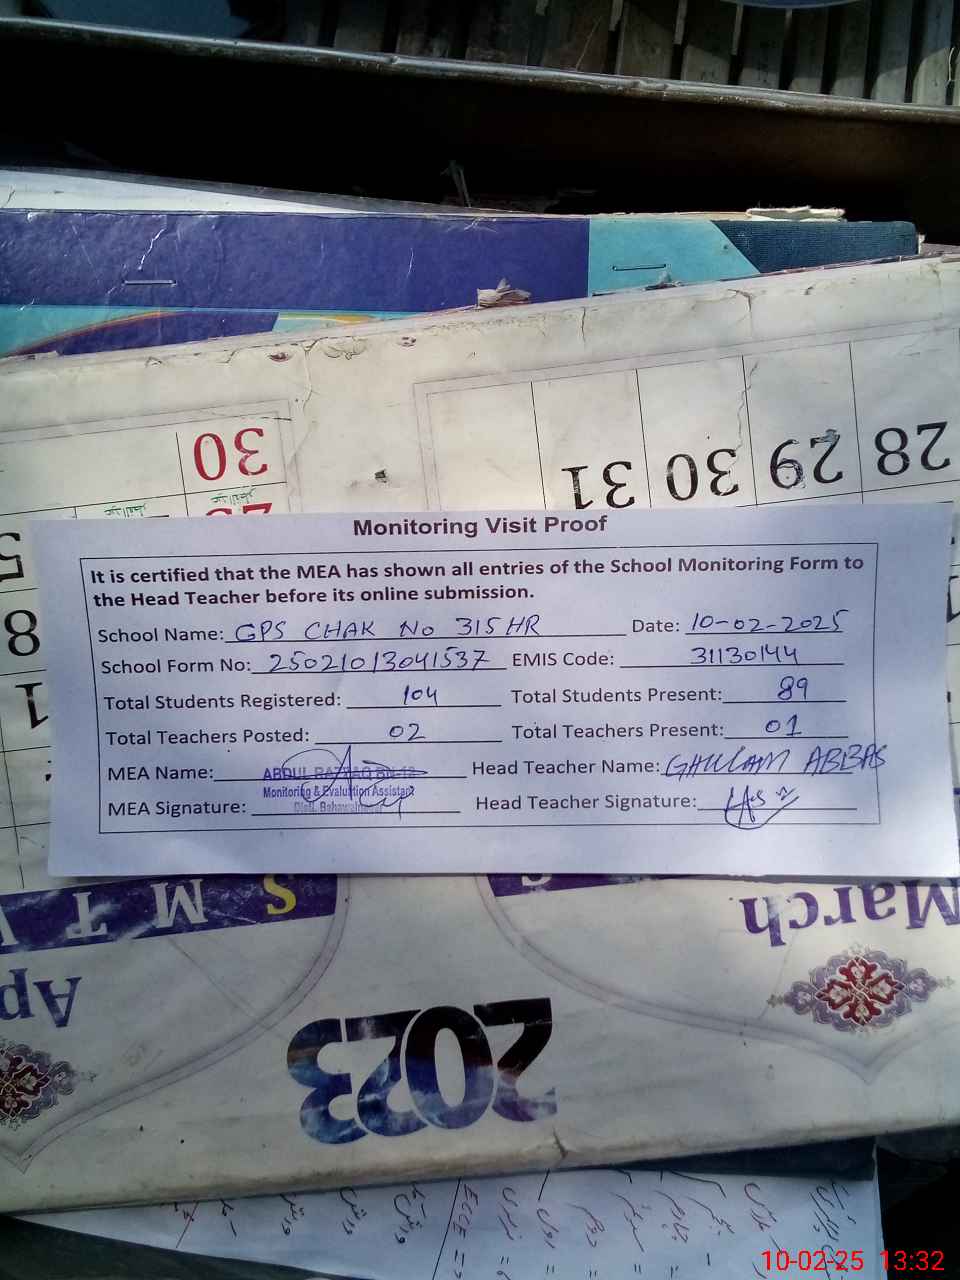 30
31
30
29
28
Monitoring Visit Proof
It is certified that the MEA has shown all entries of the School Monitoring Form to
the Head Teacher before its online submission.
School Name: GPS CHAK No 315 HR Date: 10-02-2025
School Form No: 25021013041537 EMIS Code: 31130144
Total Students Registered: 104 Total Students Present: 89
Total Teachers Posted: 02 Total Teachers Present: 01
MEA Name: ABDUL RAZZAQ Head Teacher Name: GHULAM ABBAS
Monitoring & Evaluation Assistant
MEA Signature: Head Teacher Signature:
8
S M T
March
2023
ECCE
10-02-25 13:32